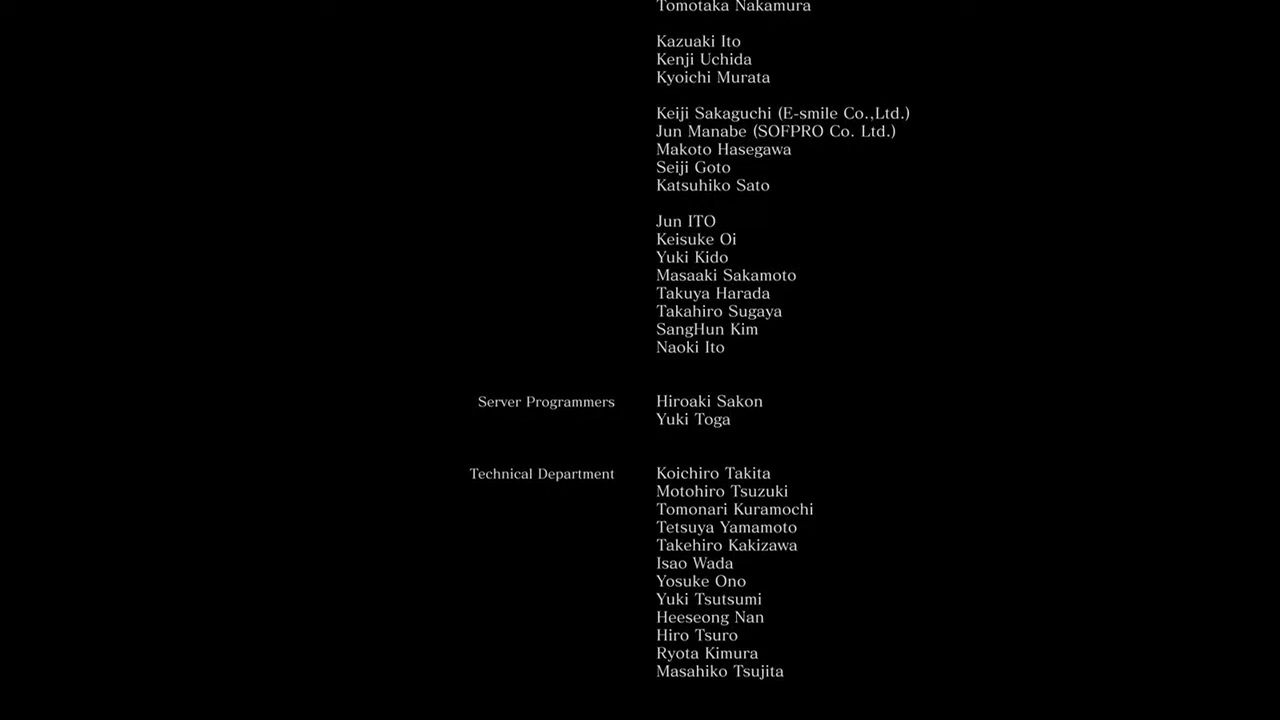 Tomotaka Nakamura
Kazuaki Ito
Kenji Uchida
Kyoichi Murata
Keiji Sakaguchi (E-smile Co.,Ltd.)
Jun Manabe (SOFPRO Co. Ltd.)
Makoto Hasegawa
Seiji Goto
Katsuhiko Sato
Jun ITO
Keisuke Oi
Yuki Kido
Masaaki Sakamoto
Takuya Harada
Takahiro Sugaya
SangHun Kim
Naoki Ito
Server Programmers Hiroaki Sakon
Yuki Toga
Technical Department Koichiro Takita
Motohiro Tsuzuki
Tomonari Kuramochi
Tetsuya Yamamoto
Takehiro Kakizawa
Isao Wada
Yosuke Ono
Yuki Tsutsumi
Heeseong Nan
Hiro Tsuro
Ryota Kimura
Masahiko Tsujita